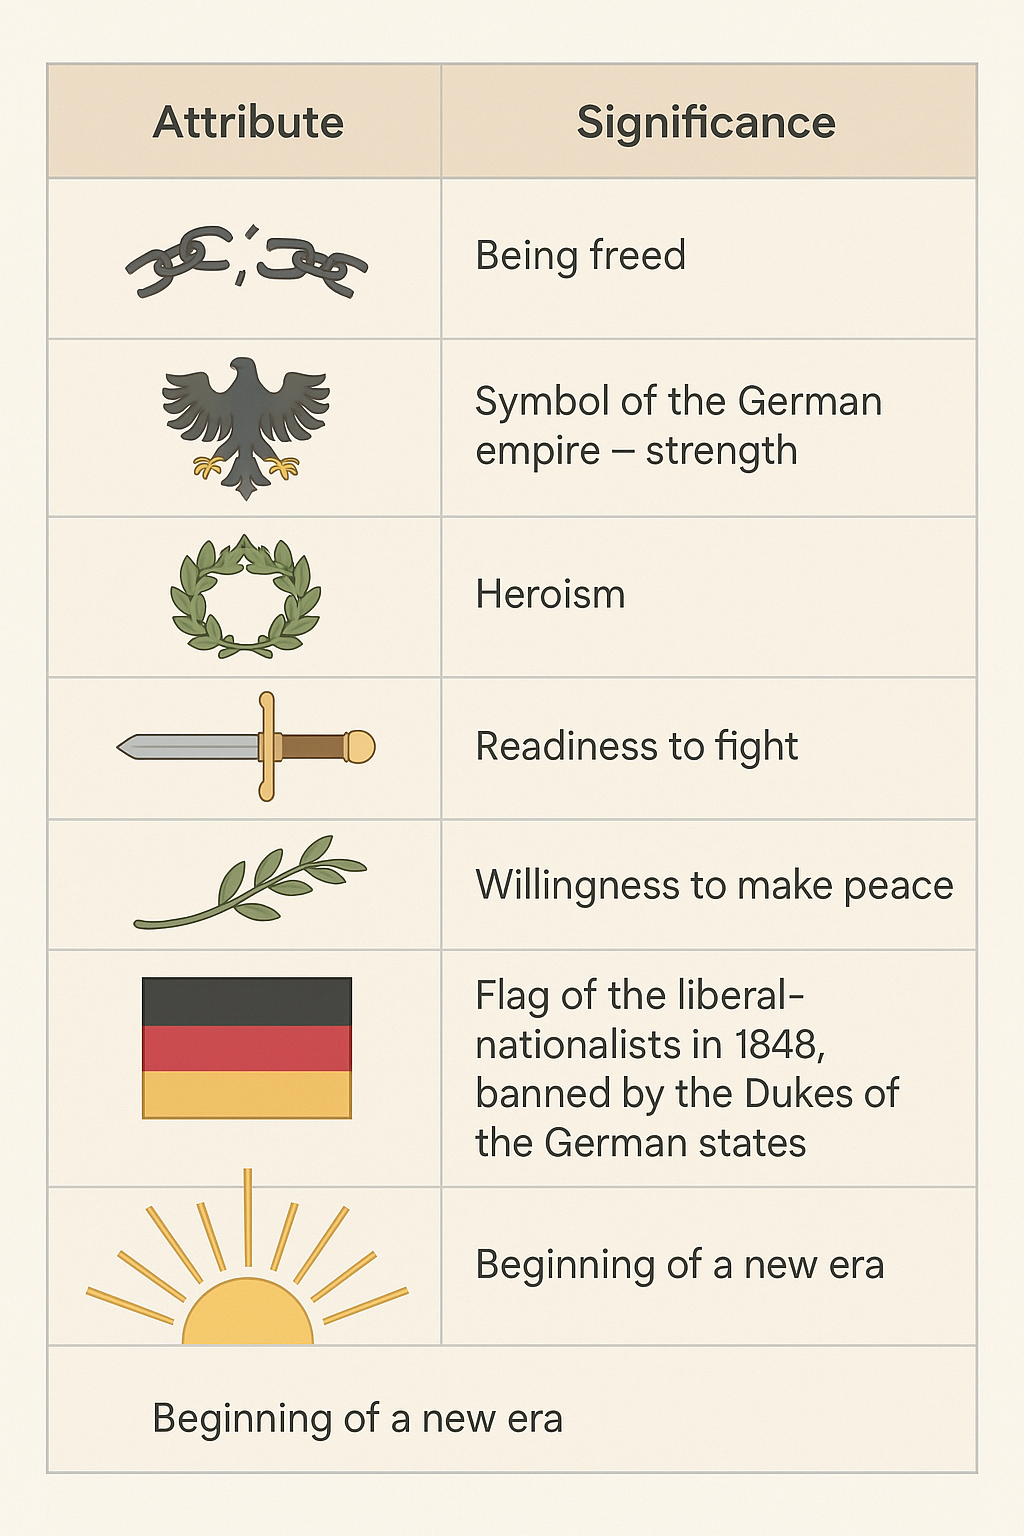 Attribute
Significance
Being freed
Symbol of the German
empire – strength
Heroism
Readiness to fight
Willingness to make peace
Flag of the liberal-
nationalists in 1848,
banned by the Dukes of
the German states
Beginning of a new era
Beginning of a new era